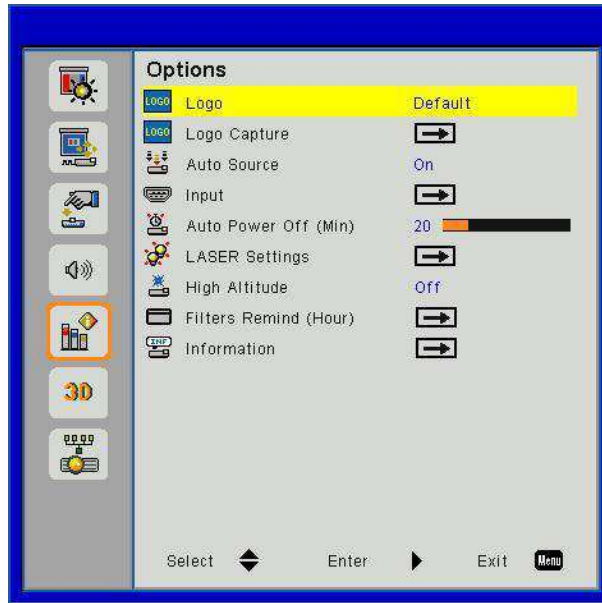 Options
LOGO Logo Default
LOGO Logo Capture
Auto Source On
Input
Auto Power Off (Min) 20
LASER Settings
High Altitude Off
Filters Remind (Hour)
INF Information
3D
Select Enter Exit Menu